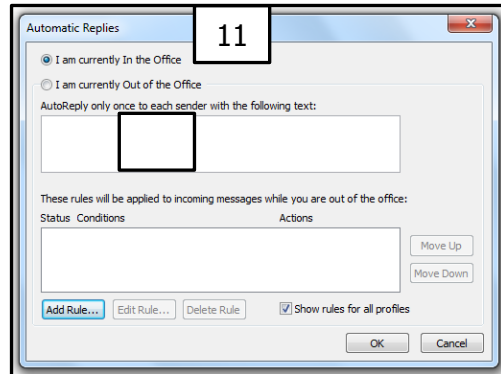 Automatic Replies
11
I am currently In the Office
I am currently Out of the Office
AutoReply only once to each sender with the following text:
These rules will be applied to incoming messages while you are out of the office:
Status Conditions Actions
Move Up
Move Down
Add Rule... Edit Rule... Delete Rule Show rules for all profiles
OK Cancel